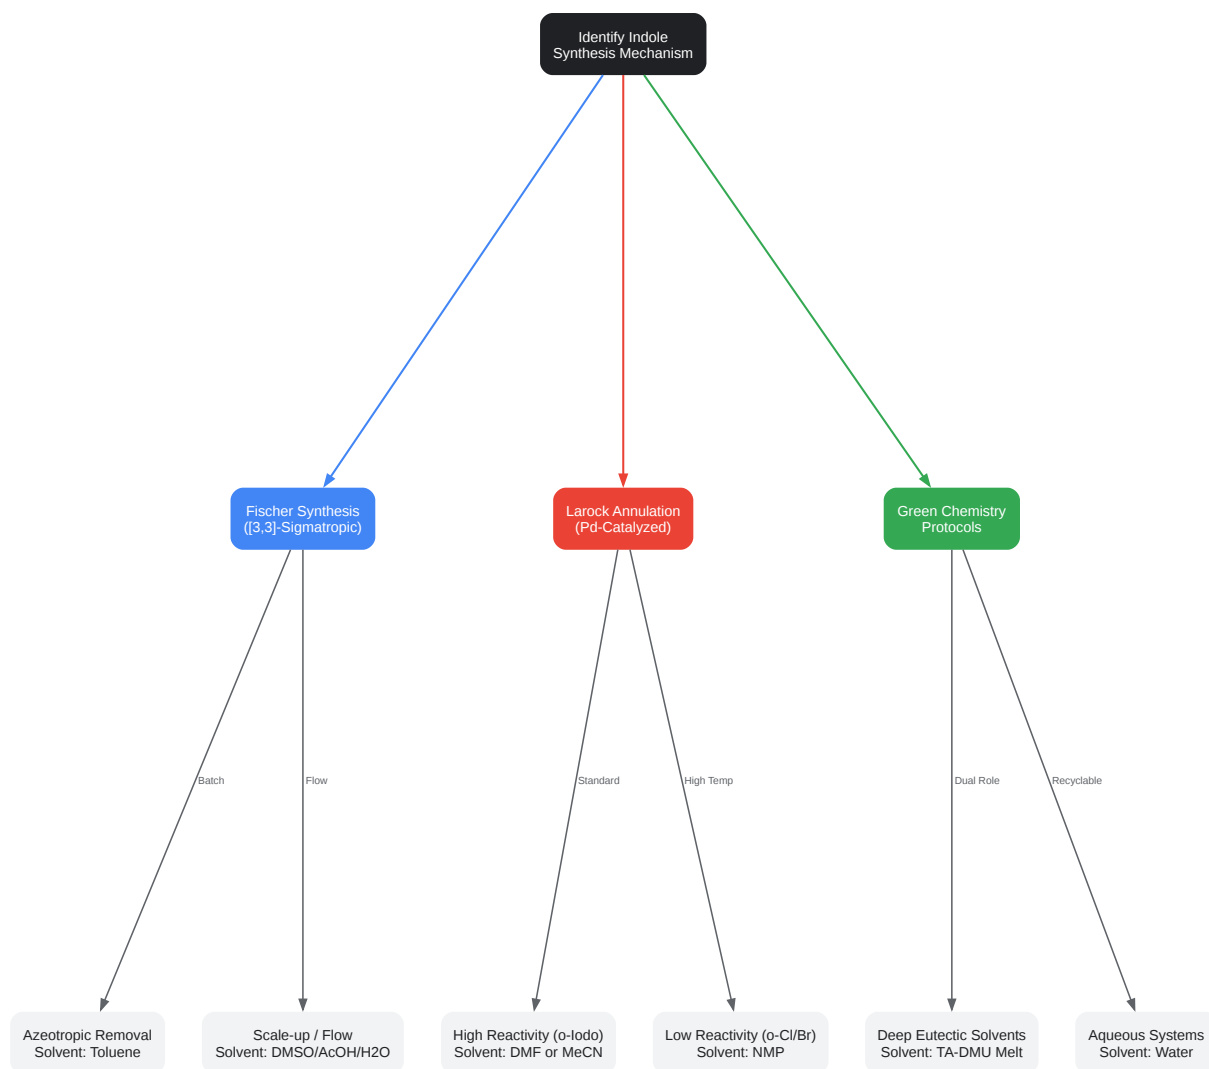 Identify Indole
Synthesis Mechanism
Fischer Synthesis
([3,3]-Sigmatropic)
Larock Annulation
(Pd-Catalyzed)
Green Chemistry
Protocols
Batch
Flow
Standard
High Temp
Dual Role
Recyclable
Azeotropic Removal
Solvent: Toluene
Scale-up / Flow
Solvent: DMSO/AcOH/H2O
High Reactivity (o-Iodo)
Solvent: DMF or MeCN
Low Reactivity (o-Cl/Br)
Solvent: NMP
Deep Eutectic Solvents
Solvent: TA-DMU Melt
Aqueous Systems
Solvent: Water